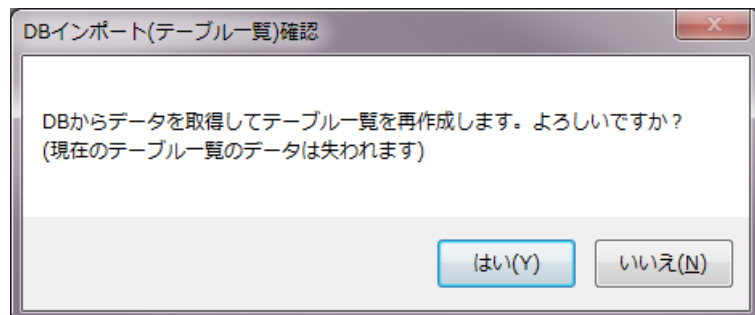 DBインポート(テーブル一覧)確認
DBからデータを取得してテーブル一覧を再作成します。よろしいですか？
(現在のテーブル一覧のデータは失われます)
はい(Y)
いいえ(N)